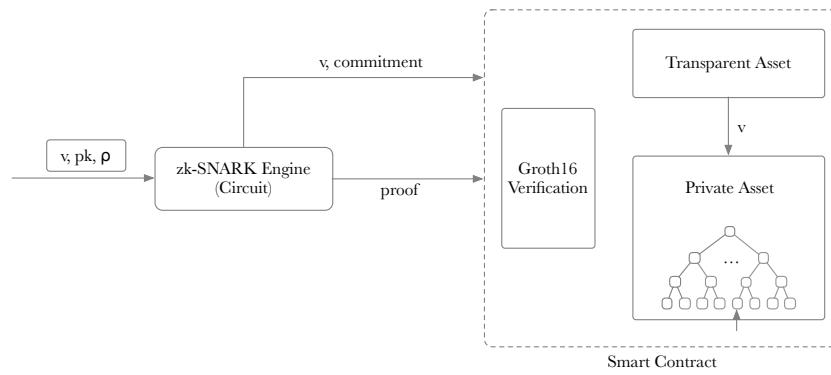 v, pk, ρ
zk-SNARK Engine
(Circuit)
v, commitment
proof
Groth16
Verification
Transparent Asset
v
Private Asset
...
Smart Contract